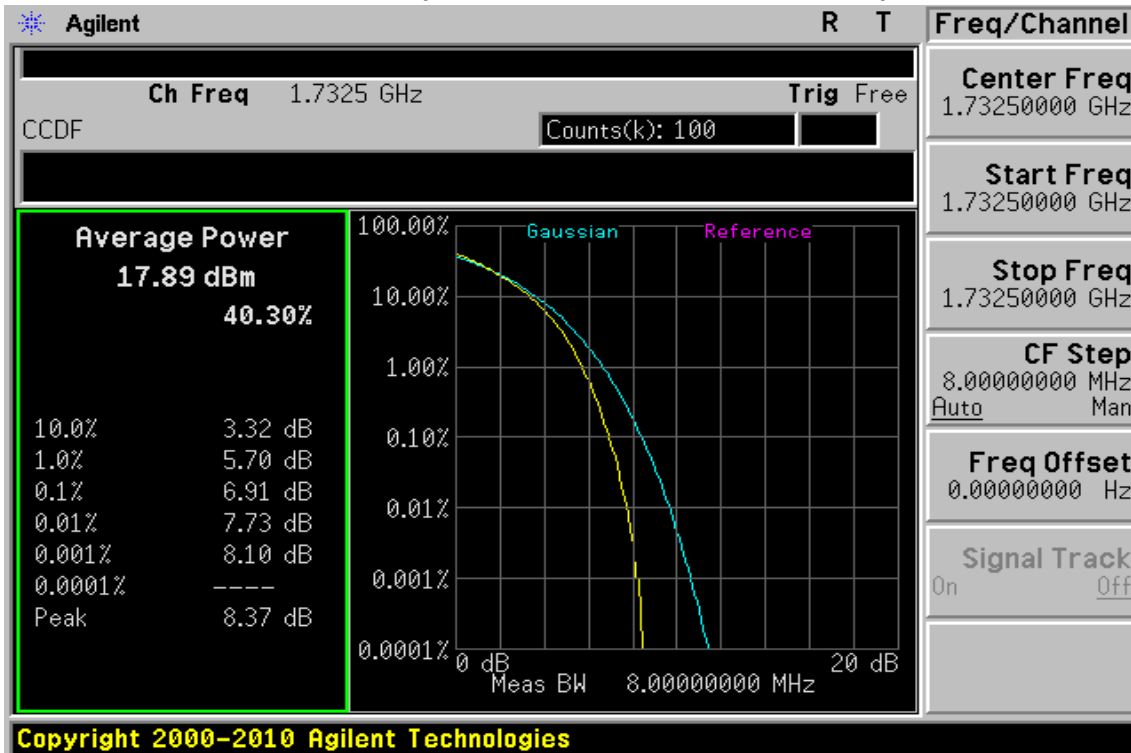 Agilent R T Freq/Channel
Ch Freq 1.7325 GHz Trig Free
CCDF Counts(k): 100
Average Power
17.89 dBm
40.30%
10.0% 3.32 dB
1.0% 5.70 dB
0.1% 6.91 dB
0.01% 7.73 dB
0.001% 8.10 dB
0.0001% ----
Peak 8.37 dB
Gaussian Reference
100.00%
10.00%
1.00%
0.10%
0.01%
0.001%
0.0001%
0 dB 20 dB
Meas BW 8.00000000 MHz
Center Freq
1.73250000 GHz
Start Freq
1.73250000 GHz
Stop Freq
1.73250000 GHz
CF Step
8.00000000 MHz
Auto Man
Freq Offset
0.00000000 Hz
Signal Track
On Off
Copyright 2000-2010 Agilent Technologies